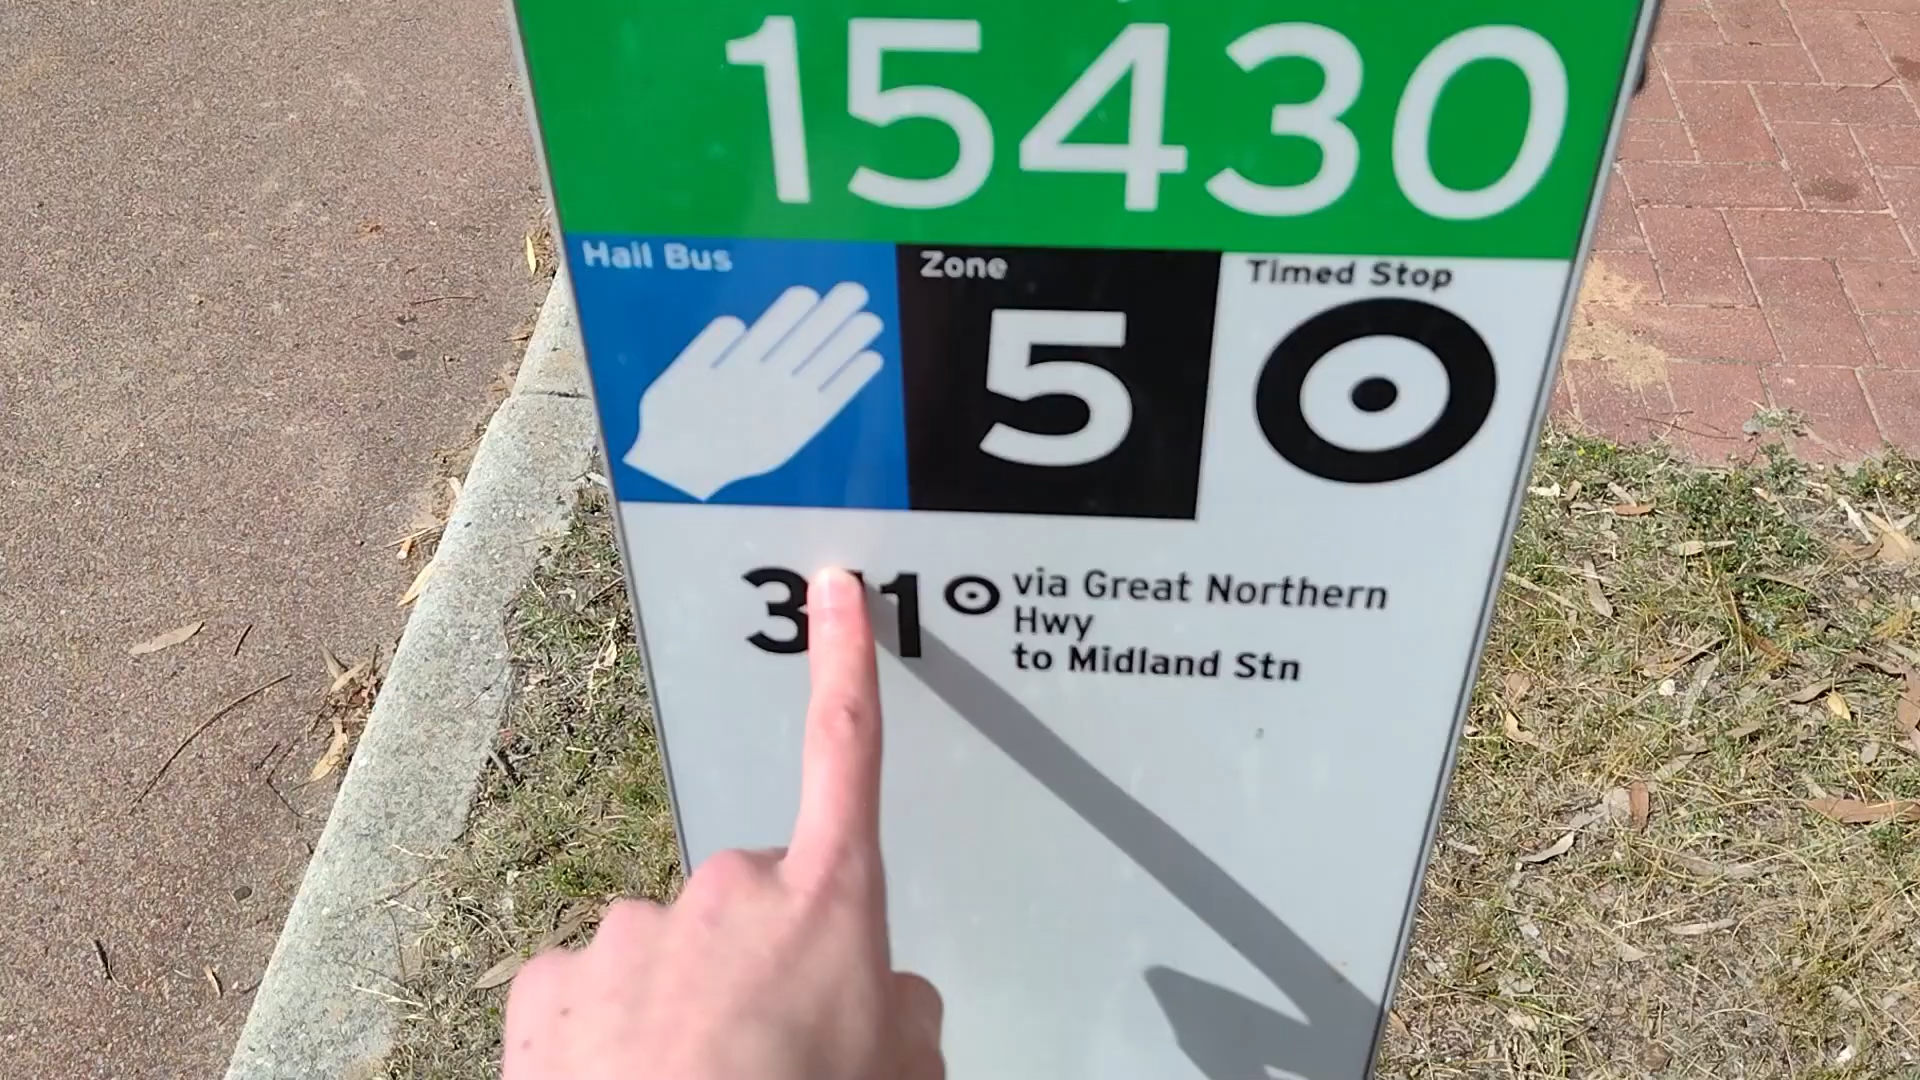 15430
Hail Bus
Zone
Timed Stop
5
via Great Northern
Hwy
to Midland Stn